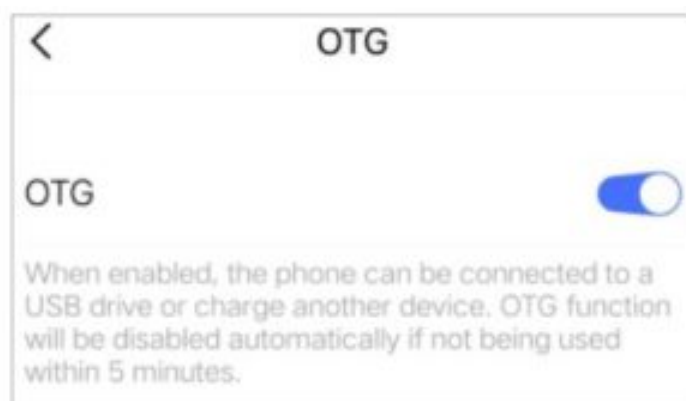 OTG
OTG
When enabled, the phone can be connected to a
USB drive or charge another device. OTG function
will be disabled automatically if not being used
within 5 minutes.